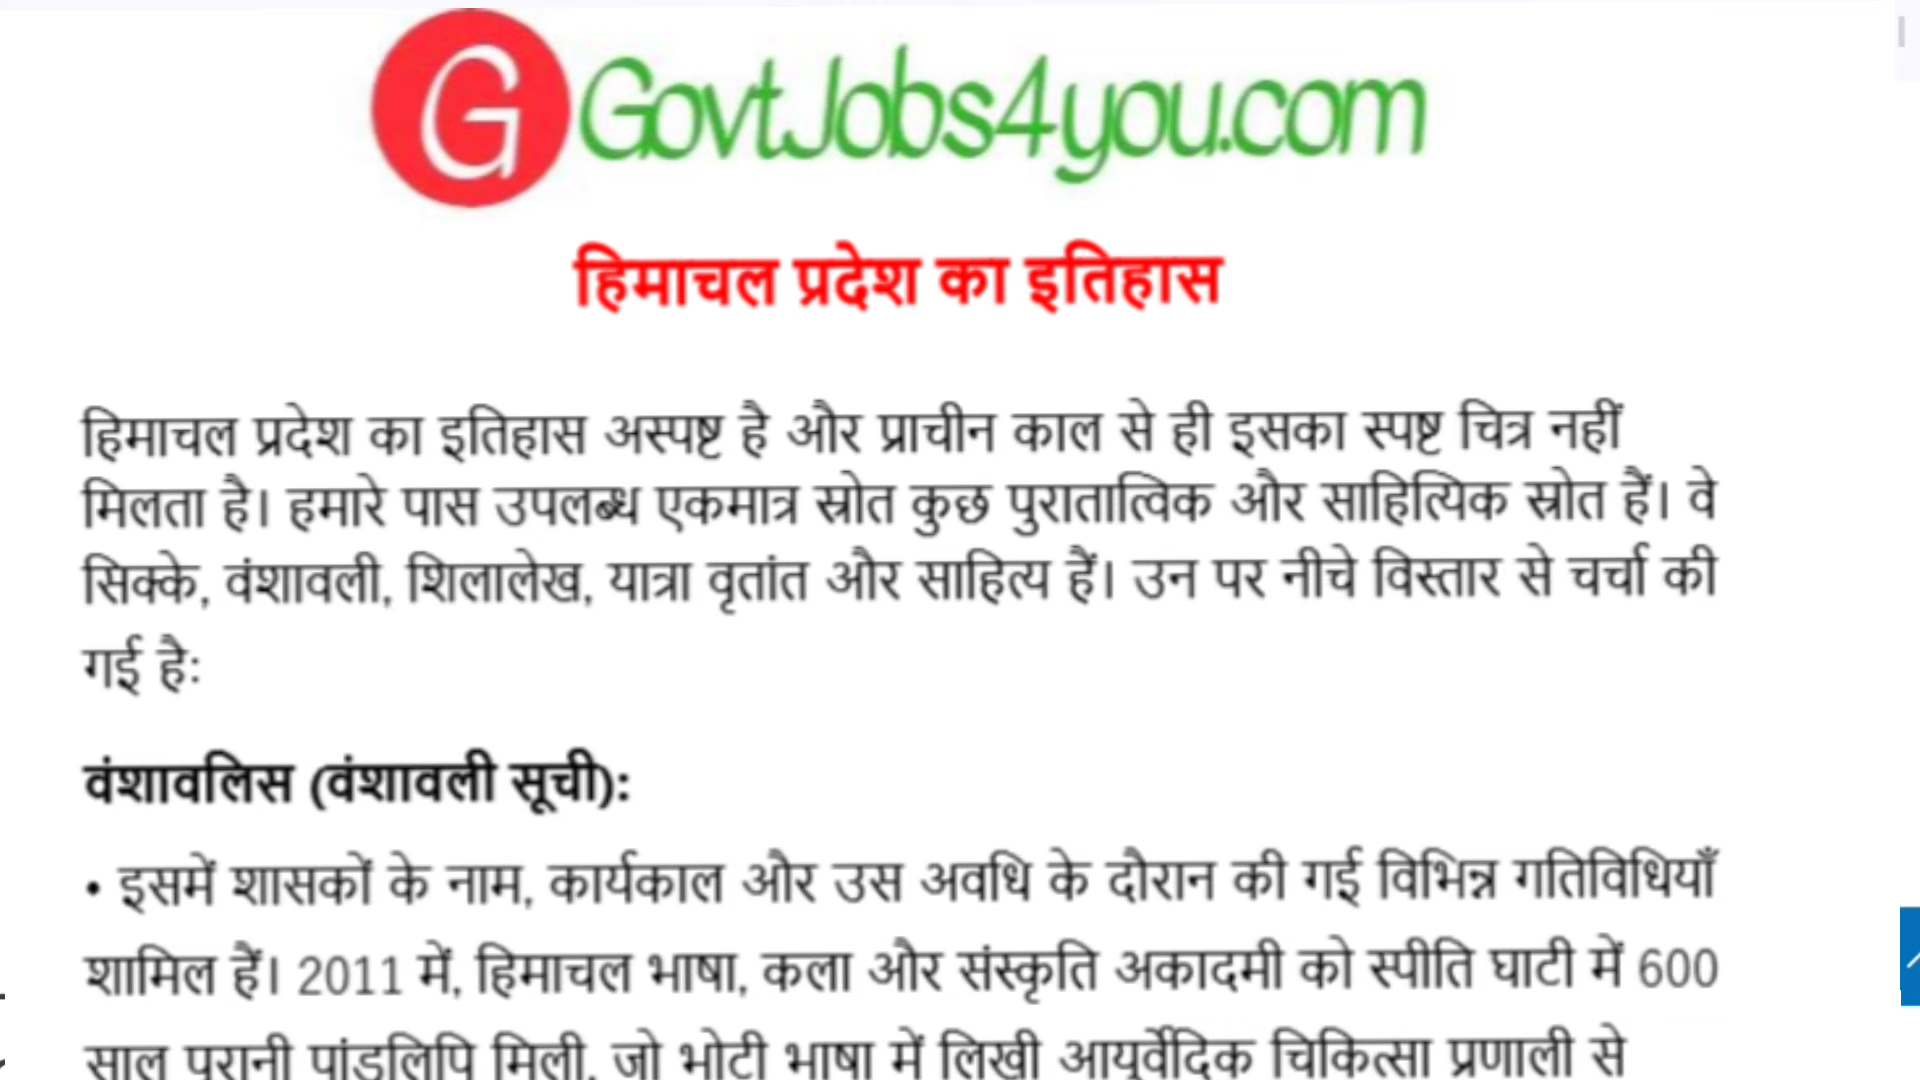 G GovtJobs4you.com
हिमाचल प्रदेश का इतिहास
हिमाचल प्रदेश का इतिहास अस्पष्ट है और प्राचीन काल से ही इसका स्पष्ट चित्र नहीं
मिलता है। हमारे पास उपलब्ध एकमात्र स्रोत कुछ पुरातात्विक और साहित्यिक स्रोत हैं। वे
सिक्के, वंशावली, शिलालेख, यात्रा वृतांत और साहित्य हैं। उन पर नीचे विस्तार से चर्चा की
गई है:
वंशावलिस (वंशावली सूची):
• इसमें शासकों के नाम, कार्यकाल और उस अवधि के दौरान की गई विभिन्न गतिविधियाँ
शामिल हैं। 2011 में, हिमाचल भाषा, कला और संस्कृति अकादमी को स्पीति घाटी में 600
साल पुरानी पांडुलिपि मिली, जो भोटी भाषा में लिखी आयुर्वेदिक चिकित्सा प्रणाली से